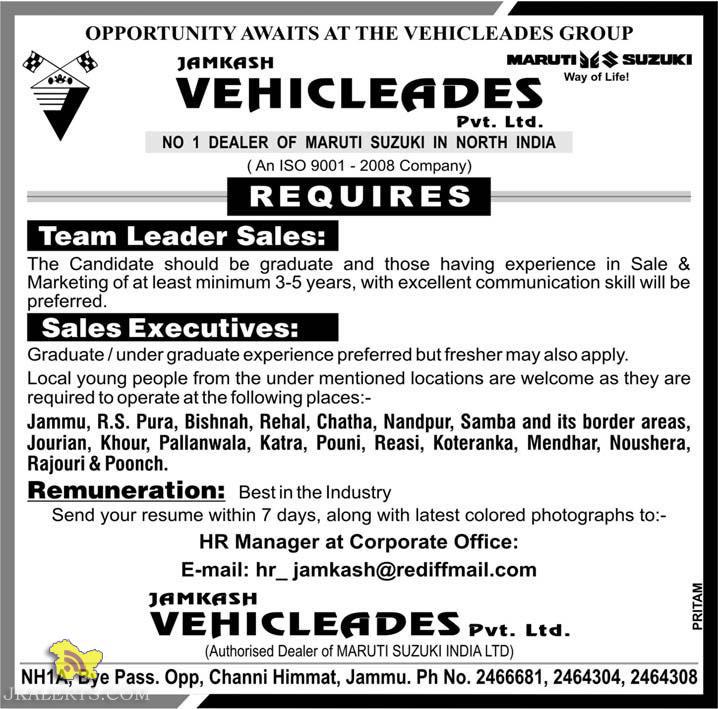 OPPORTUNITY AWAITS AT THE VEHICLEADES GROUP
JAMKASH
VEHICLEADES
Pvt. Ltd.
MARUTI SUZUKI
Way of Life!
NO 1 DEALER OF MARUTI SUZUKI IN NORTH INDIA
( An ISO 9001 - 2008 Company)
REQUIRES
Team Leader Sales:
The Candidate should be graduate and those having experience in Sale &
Marketing of at least minimum 3-5 years, with excellent communication skill will be
preferred.
Sales Executives:
Graduate / under graduate experience preferred but fresher may also apply.
Local young people from the under mentioned locations are welcome as they are
required to operate at the following places:-
Jammu, R.S. Pura, Bishnah, Rehal, Chatha, Nandpur, Samba and its border areas,
Jourian, Khour, Pallanwala, Katra, Pouni, Reasi, Koteranka, Mendhar, Noushera,
Rajouri & Poonch.
Remuneration: Best in the Industry
Send your resume within 7 days, along with latest colored photographs to:-
HR Manager at Corporate Office:
E-mail: hr_ jamkash@rediffmail.com
JAMKASH
VEHICLEADES Pvt. Ltd.
(Authorised Dealer of MARUTI SUZUKI INDIA LTD)
PRITAM
NH1A, Bye Pass. Opp, Channi Himmat, Jammu. Ph No. 2466681, 2464304, 2464308
JKALERTS.COM